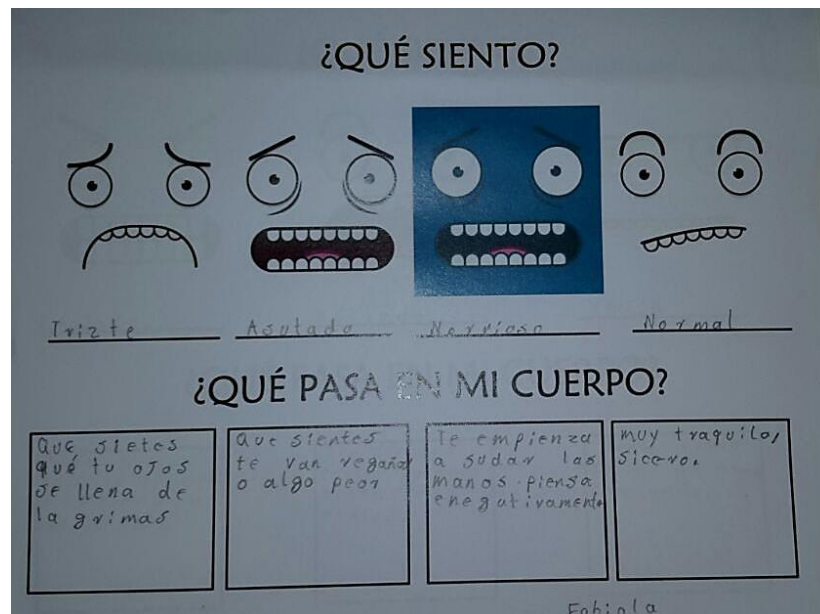 ¿QUÉ SIENTO?
Trizte Asutado Nervioso Normal
¿QUÉ PASA EN MI CUERPO?
Que sietes
qué tu ojos
se llena de
la grimas
Que sientes
te van regañar
o algo peor
Te empienza
a sudar las
manos. piensa
enegativamente
muy traquilo,
sicero.
Fabiola